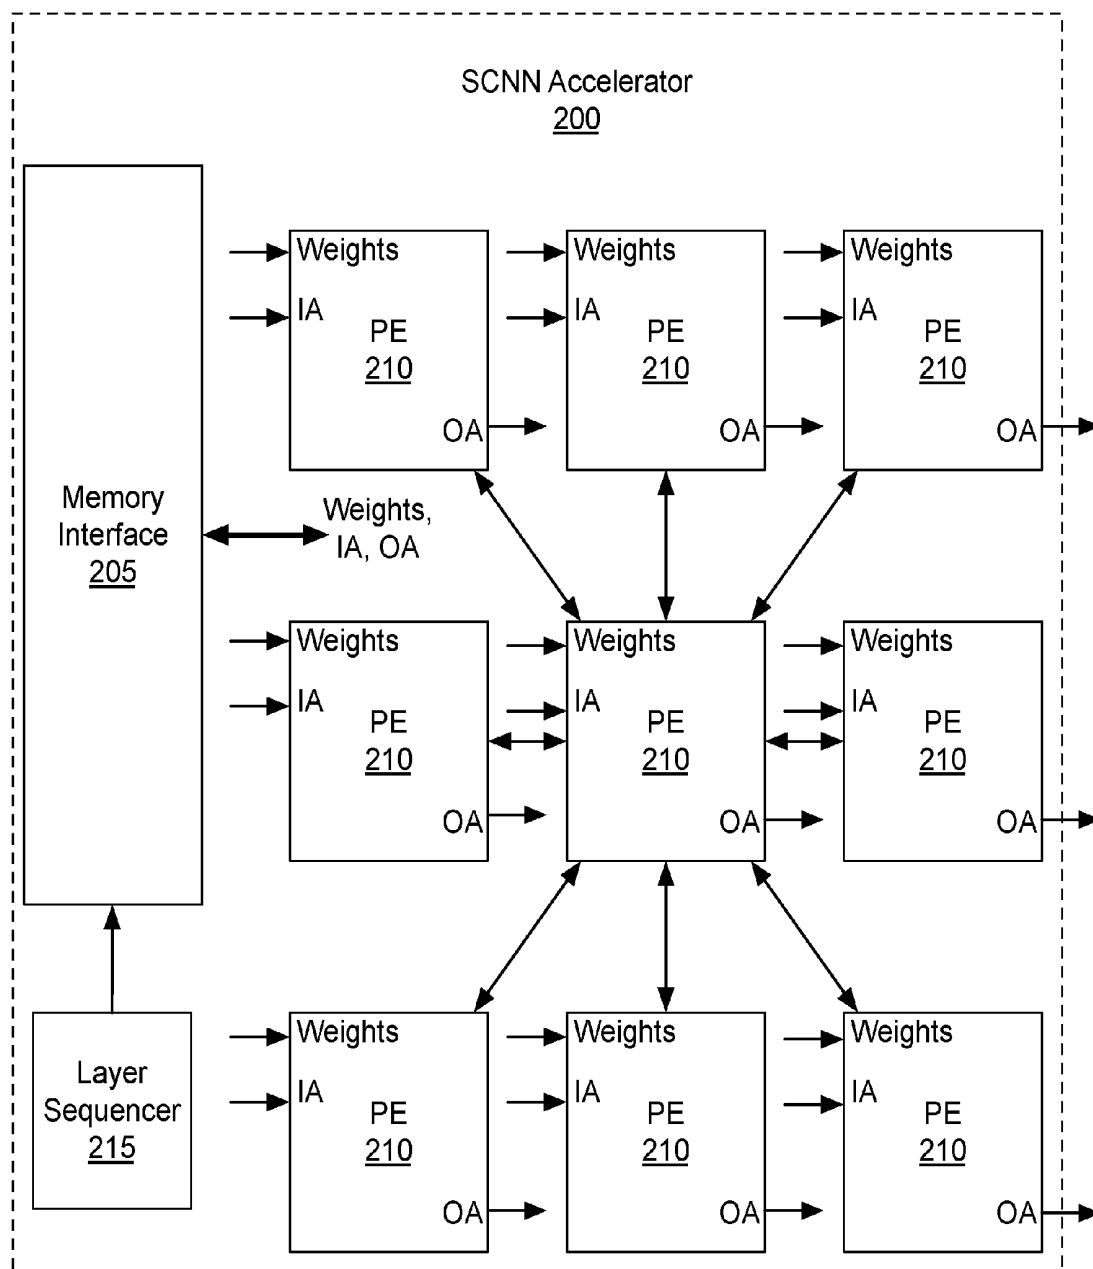 SCNN Accelerator
200
Weights
IA
PE
210
OA
Weights
IA
PE
210
OA
Weights
IA
PE
210
OA
Memory
Interface
205
Weights,
IA, OA
Weights
IA
PE
210
OA
Weights
IA
PE
210
OA
Weights
IA
PE
210
OA
Layer
Sequencer
215
Weights
IA
PE
210
OA
Weights
IA
PE
210
OA
Weights
IA
PE
210
OA